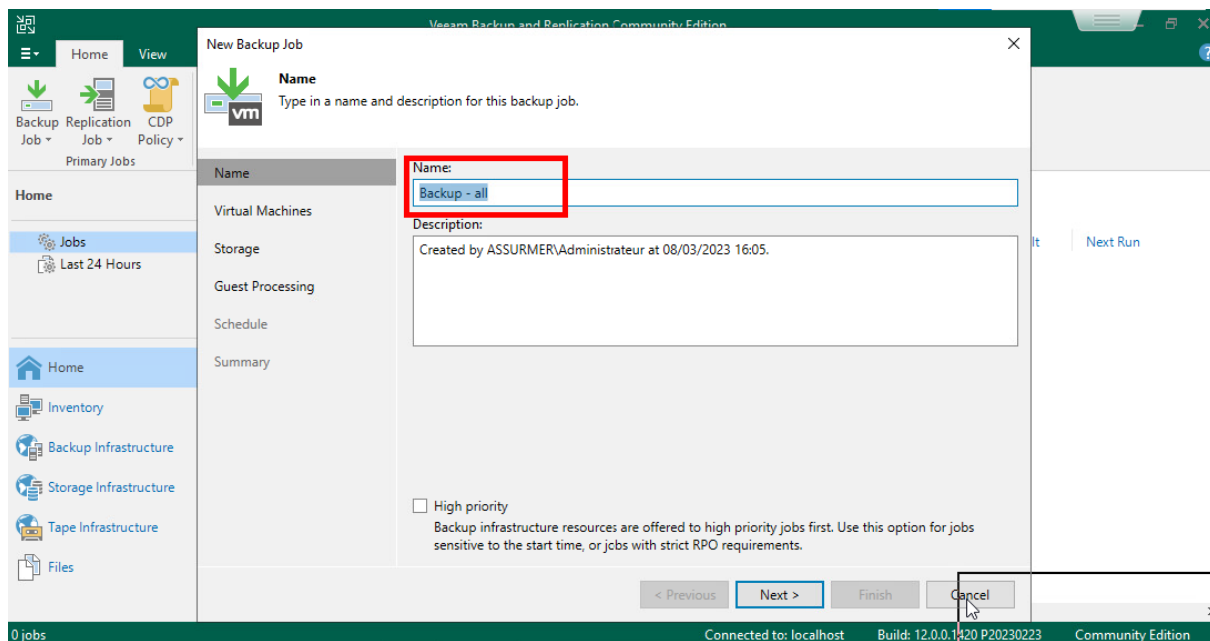 Veeam Backup and Replication Community Edition
Home View
Backup Job
Replication Job
CDP Policy
Primary Jobs
Home
Jobs
Last 24 Hours
Home
Inventory
Backup Infrastructure
Storage Infrastructure
Tape Infrastructure
Files
New Backup Job
vm
Name
Type in a name and description for this backup job.
Name
Virtual Machines
Storage
Guest Processing
Schedule
Summary
Name:
Backup - all
Description:
Created by ASSURMER\Administrateur at 08/03/2023 16:05.
High priority
Backup infrastructure resources are offered to high priority jobs first. Use this option for jobs
sensitive to the start time, or jobs with strict RPO requirements.
< Previous Next > Finish Cancel
lt Next Run
0 jobs Connected to: localhost Build: 12.0.0.1420 P20230223 Community Edition